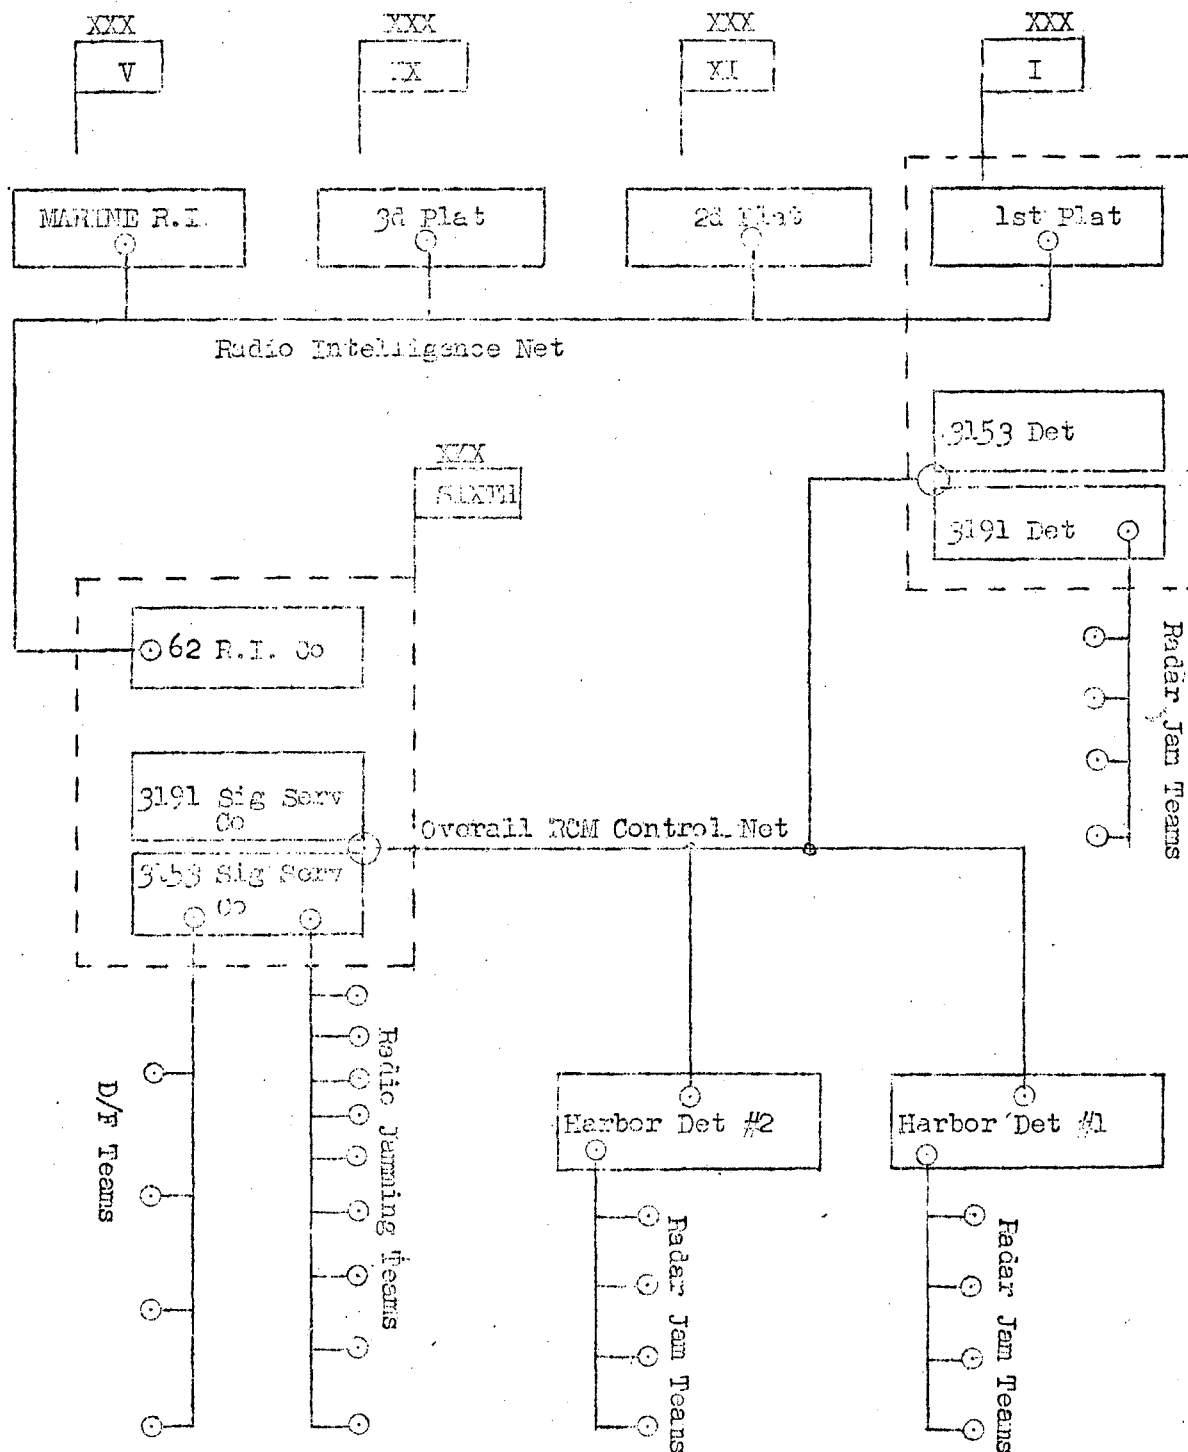 XXX
XXX
XXX
XXX
V
IX
XI
I
MARINE R.I.
3d Plat
2d Plat
1st Plat
Radio Intelligence Net
3153 Det
XXX
SIXTH
3191 Det
62 R.I. Co
Radar Jam Teams
3191 Sig Serv
Co
Overall RCM Control Net
3153 Sig Serv
Co
Radio Jamming Teams
D/F Teams
Harbor Det #2
Harbor Det #1
Radar Jam Teams
Radar Jam Teams